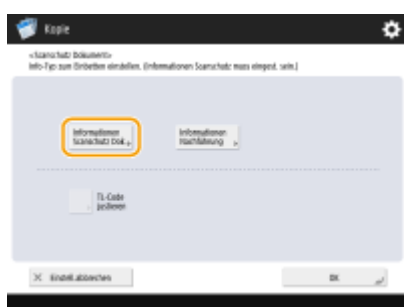 Kopie
<Scanschutz Dokument>
Info-Typ zum Einbetten einstellen. (Informationen Scanschutz muss eingest. sein.)
Informationen
Scanschutz Dok.
Informationen
Nachführung
TL-Code
justieren
Einstell. abbrechen
OK